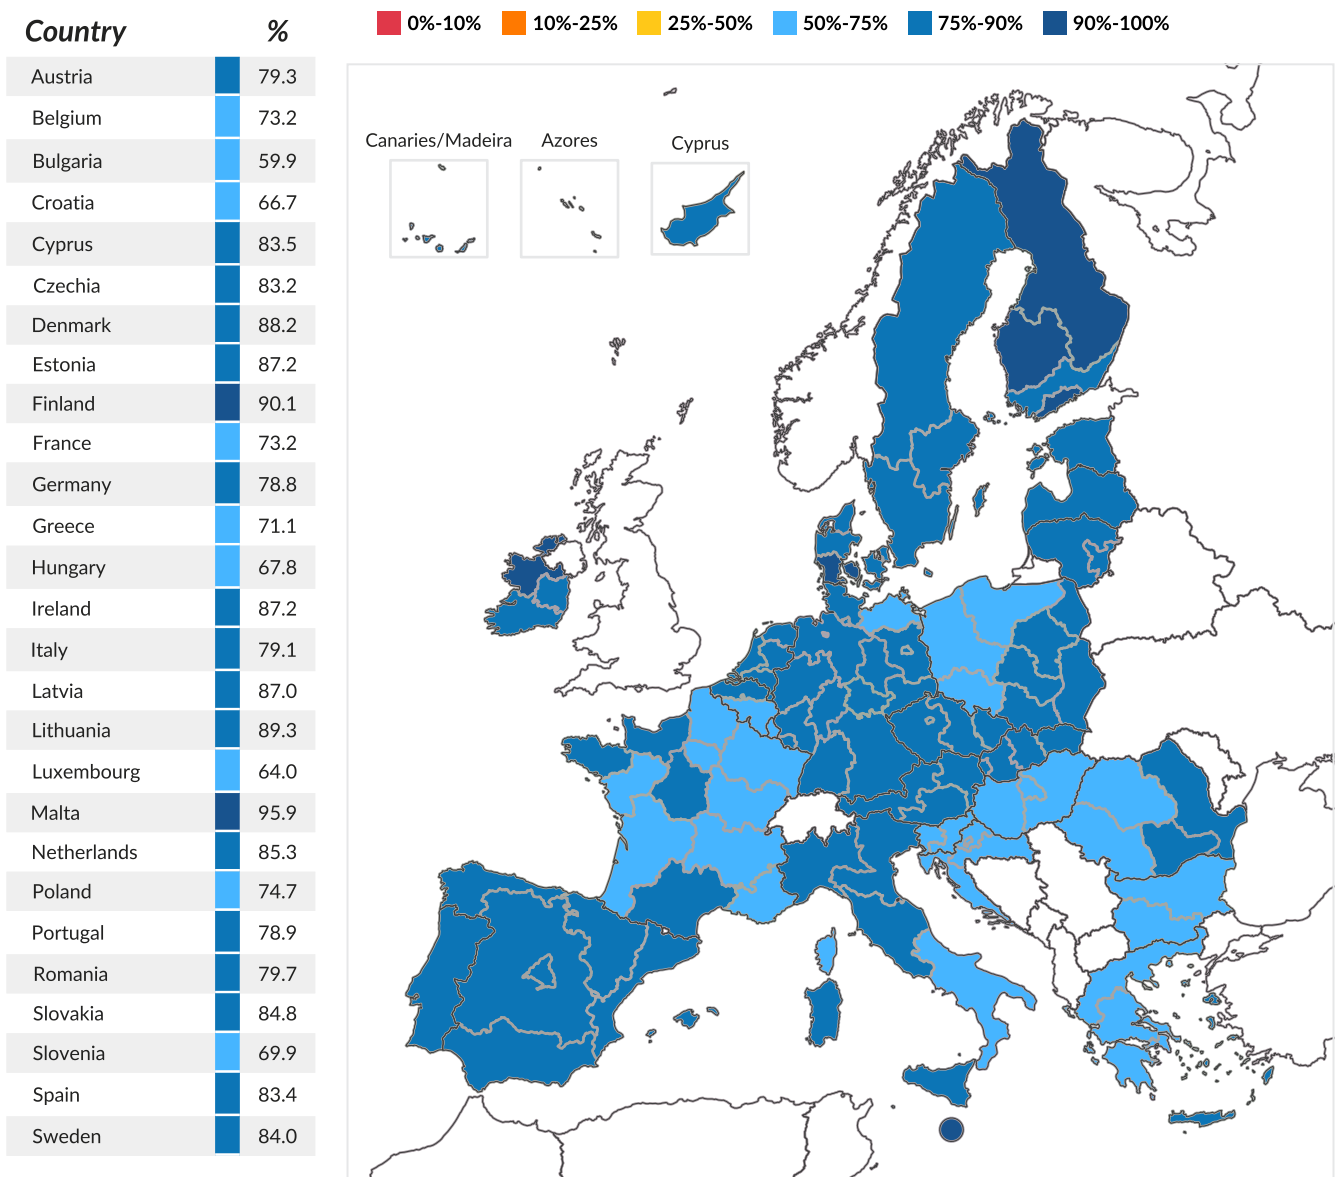 Country %
0%-10% 10%-25% 25%-50% 50%-75% 75%-90% 90%-100%
Austria 79.3
Belgium 73.2
Bulgaria 59.9
Croatia 66.7
Cyprus 83.5
Czechia 83.2
Denmark 88.2
Estonia 87.2
Finland 90.1
France 73.2
Germany 78.8
Greece 71.1
Hungary 67.8
Ireland 87.2
Italy 79.1
Latvia 87.0
Lithuania 89.3
Luxembourg 64.0
Malta 95.9
Netherlands 85.3
Poland 74.7
Portugal 78.9
Romania 79.7
Slovakia 84.8
Slovenia 69.9
Spain 83.4
Sweden 84.0
Canaries/Madeira
Azores
Cyprus